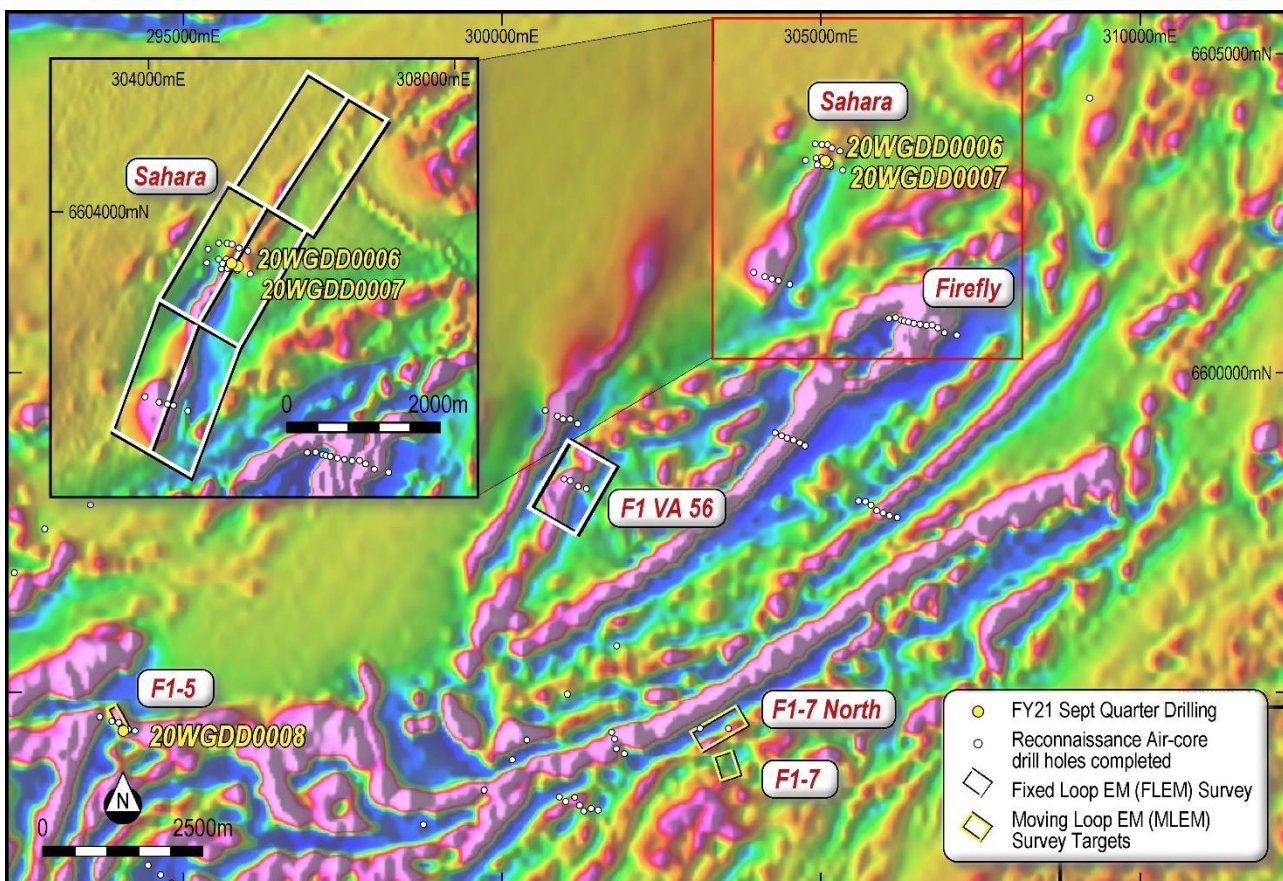 295000mE
300000mE
305000mE
310000mE
6605000mN
304000mE
308000mE
Sahara
20WGDD0006
20WGDD0007
Sahara
6604000mN
20WGDD0006
20WGDD0007
Firefly
6600000mN
0 2000m
F1 VA 56
F1-5
20WGDD0008
F1-7 North
F1-7
N
0 2500m
FY21 Sept Quarter Drilling
Reconnaissance Air-core
drill holes completed
Fixed Loop EM (FLEM) Survey
Moving Loop EM (MLEM)
Survey Targets